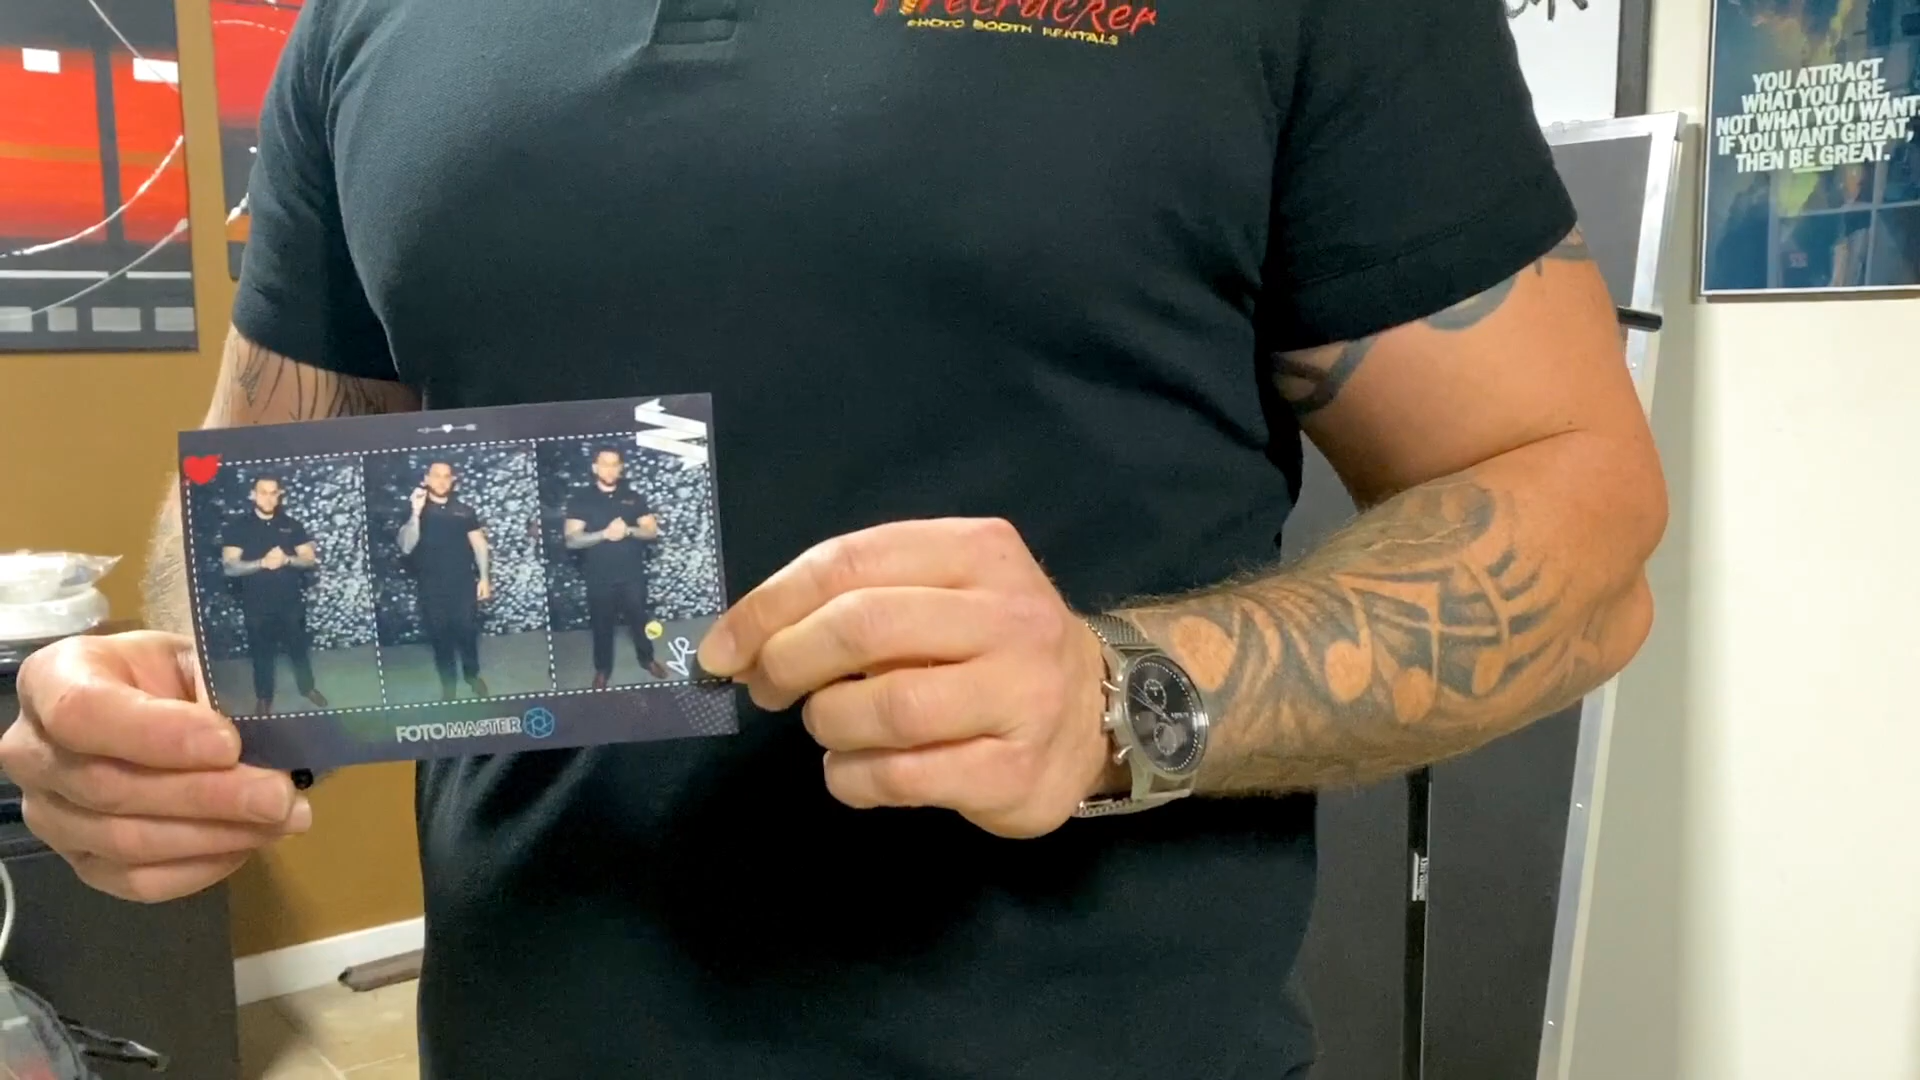 Firecracker
PHOTO BOOTH RENTALS
YOU ATTRACT
WHAT YOU ARE,
NOT WHAT YOU WANT
IF YOU WANT GREAT,
THEN BE GREAT.
FOTOMASTER